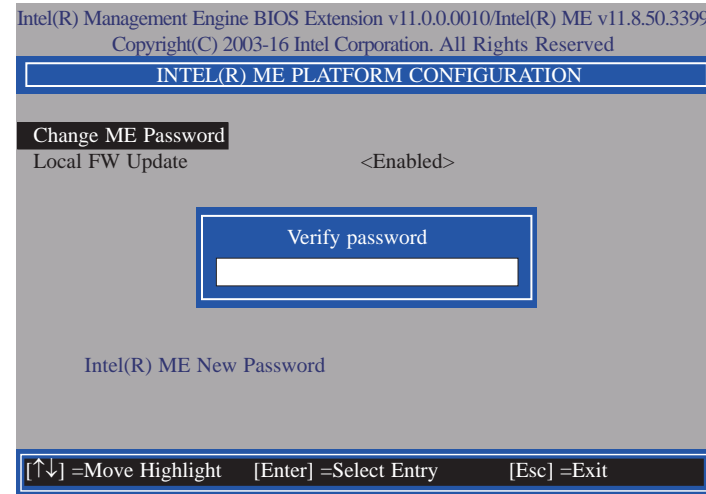 Intel(R) Management Engine BIOS Extension v11.0.0.0010/Intel(R) ME v11.8.50.3399
Copyright(C) 2003-16 Intel Corporation. All Rights Reserved
INTEL(R) ME PLATFORM CONFIGURATION
Change ME Password
Local FW Update <Enabled>
Verify password
Intel(R) ME New Password
[↑↓] =Move Highlight [Enter] =Select Entry [Esc] =Exit